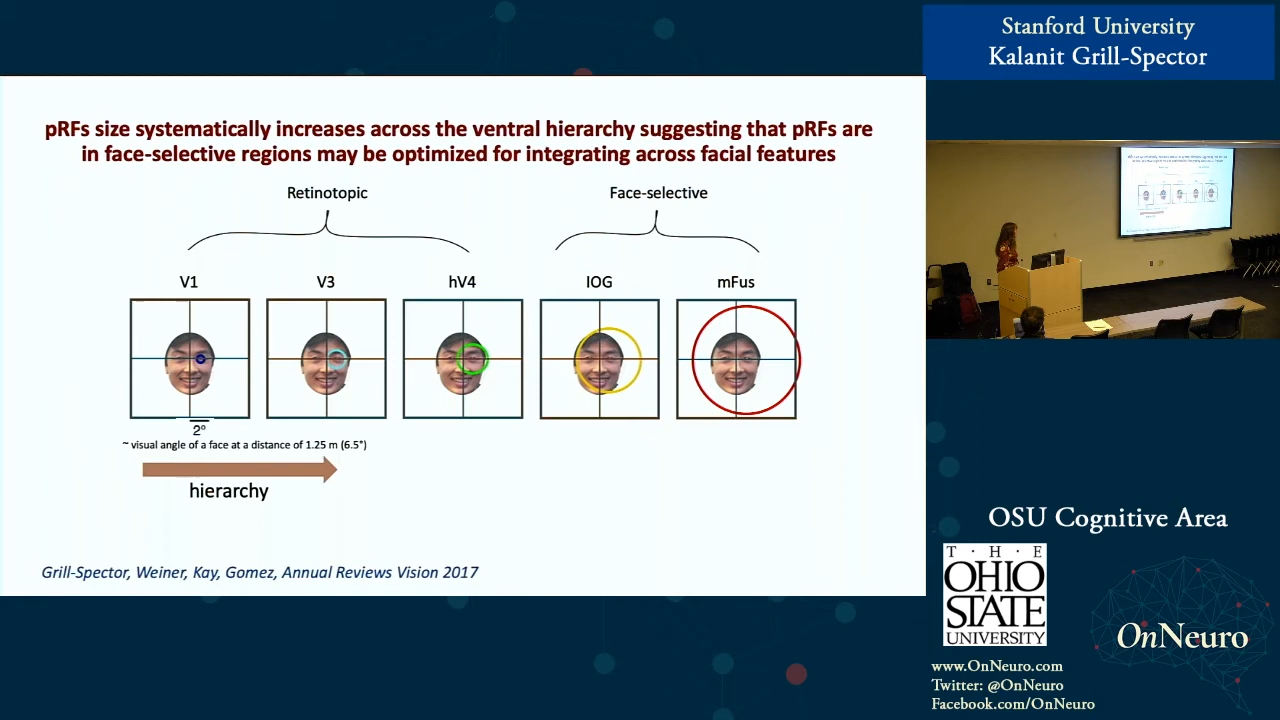 Stanford University
Kalanit Grill-Spector
pRFs size systematically increases across the ventral hierarchy suggesting that pRFs are
in face-selective regions may be optimized for integrating across facial features
Retinotopic
Face-selective
V1
V3
hV4
IOG
mFus
2°
~ visual angle of a face at a distance of 1.25 m (6.5°)
hierarchy
Grill-Spector, Weiner, Kay, Gomez, Annual Reviews Vision 2017
OSU Cognitive Area
T · H · E
OHIO
STATE
UNIVERSITY
OnNeuro
www.OnNeuro.com
Twitter: @OnNeuro
Facebook.com/OnNeuro